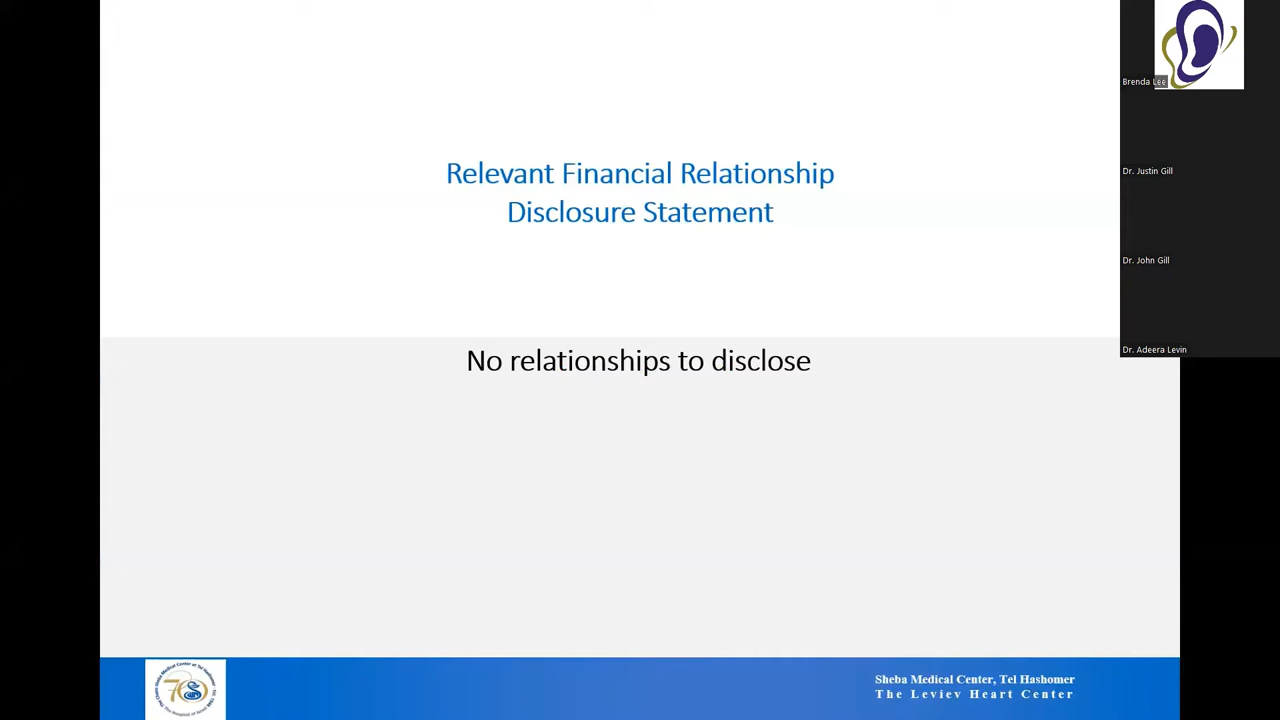 Relevant Financial Relationship
Disclosure Statement
No relationships to disclose
Brenda Lee
Dr. Justin Gill
Dr. John Gill
Dr. Adeera Levin
70
Sheba Medical Center, Tel Hashomer
The Leviev Heart Center